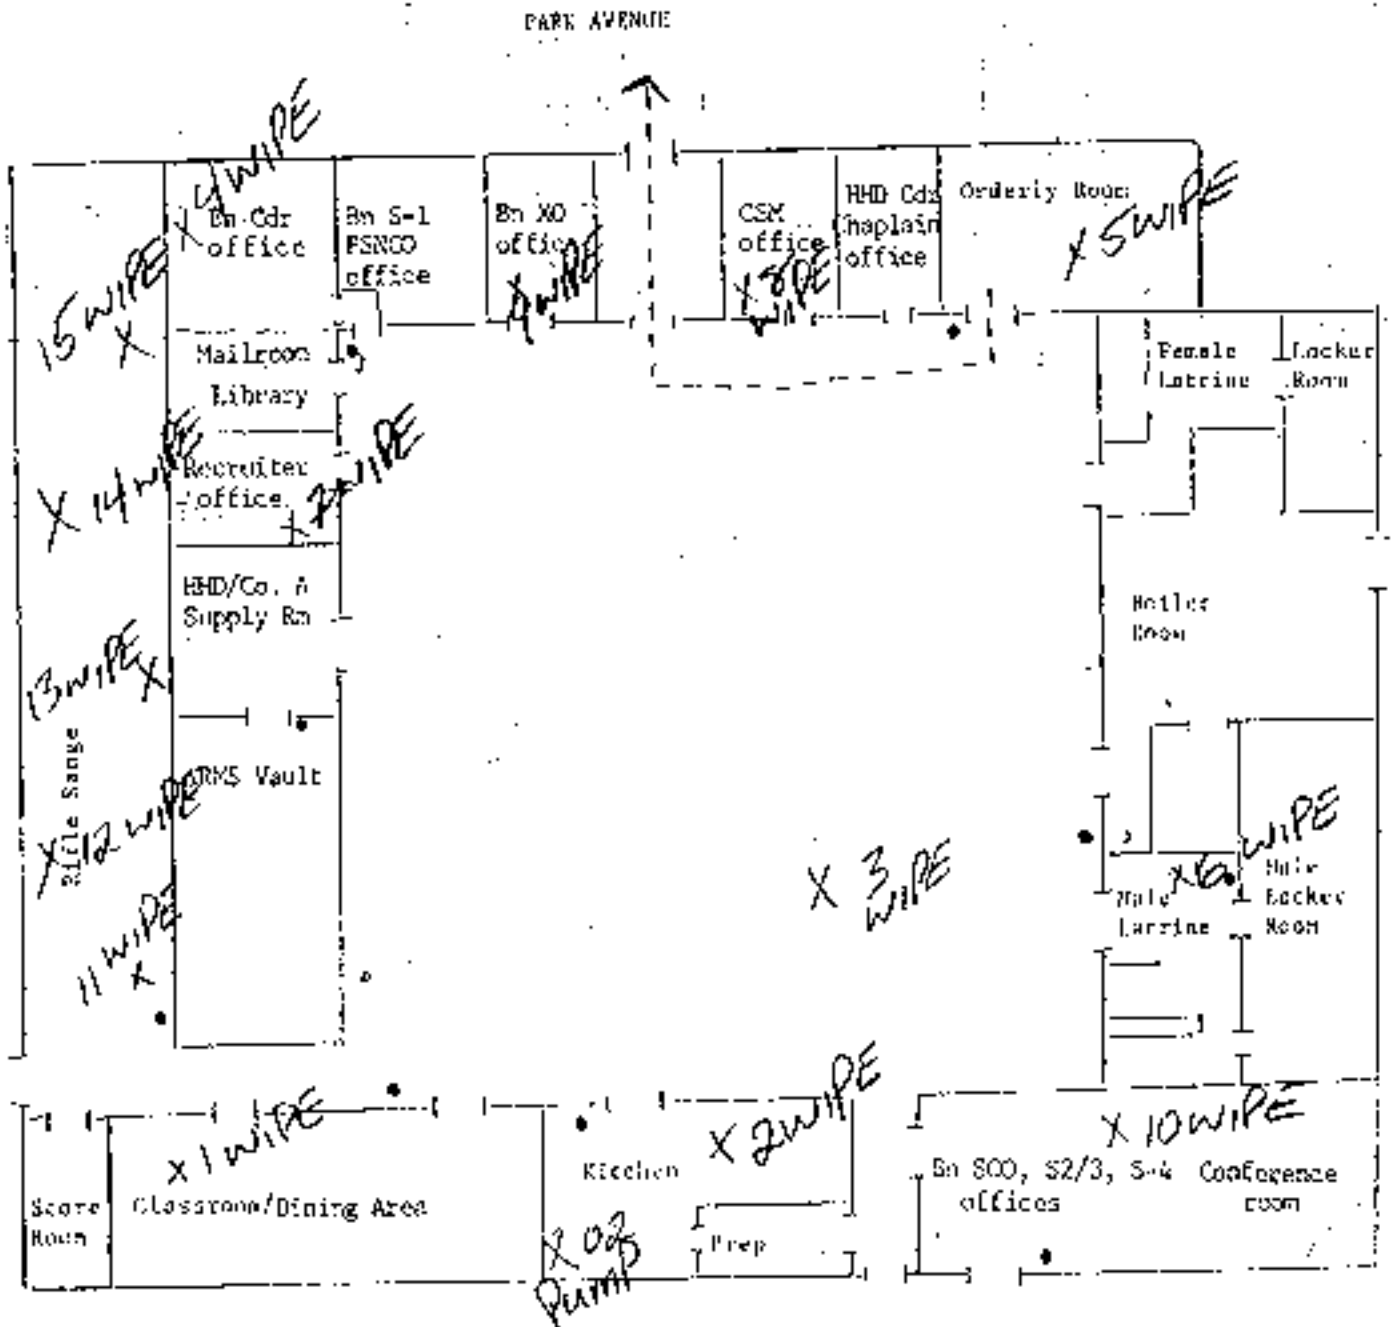 PARK AVENUE
4 WIPE
Bn Cdr
office
Bn S-1
PSNCO
office
Bn XO
office
9 WIPE
CSM
office
X 8
WIPE
HHD Cdr
Chaplain
office
Orderly Room
X 5 WIPE
15 WIPE
X
Mailroom
Library
Female
Latrine
Locker
Room
X 14 WIPE
Recruiter
office
X 7 WIPE
HHD/Co. A
Supply Rm
Boiler
Room
13 WIPE X
Rifle Range
ARMS Vault
X 12 WIPE
X 3
WIPE
X 6 WIPE
Male
Latrine
Male
Locker
Room
11 WIPE
X
X 1 WIPE
X 2 WIPE
X 10 WIPE
Kitchen
Bn SCO, S2/3, S-4
offices
Conference
room
Store
Room
Classroom/Dining Area
X 02
Pump
Prep